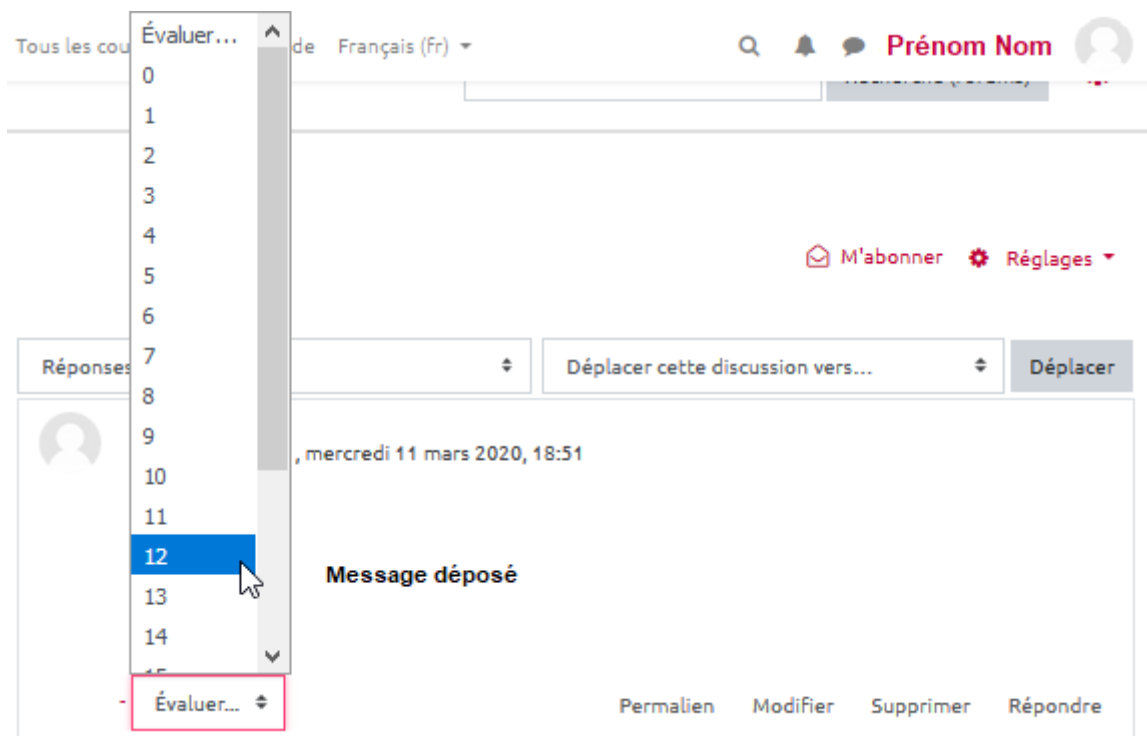 Tous les cou
de Français (fr)
Prénom Nom
M'abonner Réglages
Réponses
Déplacer cette discussion vers... Déplacer
, mercredi 11 mars 2020, 18:51
Message déposé
Évaluer...
0
1
2
3
4
5
6
7
8
9
10
11
12
13
14
Évaluer...
Permalien Modifier Supprimer Répondre